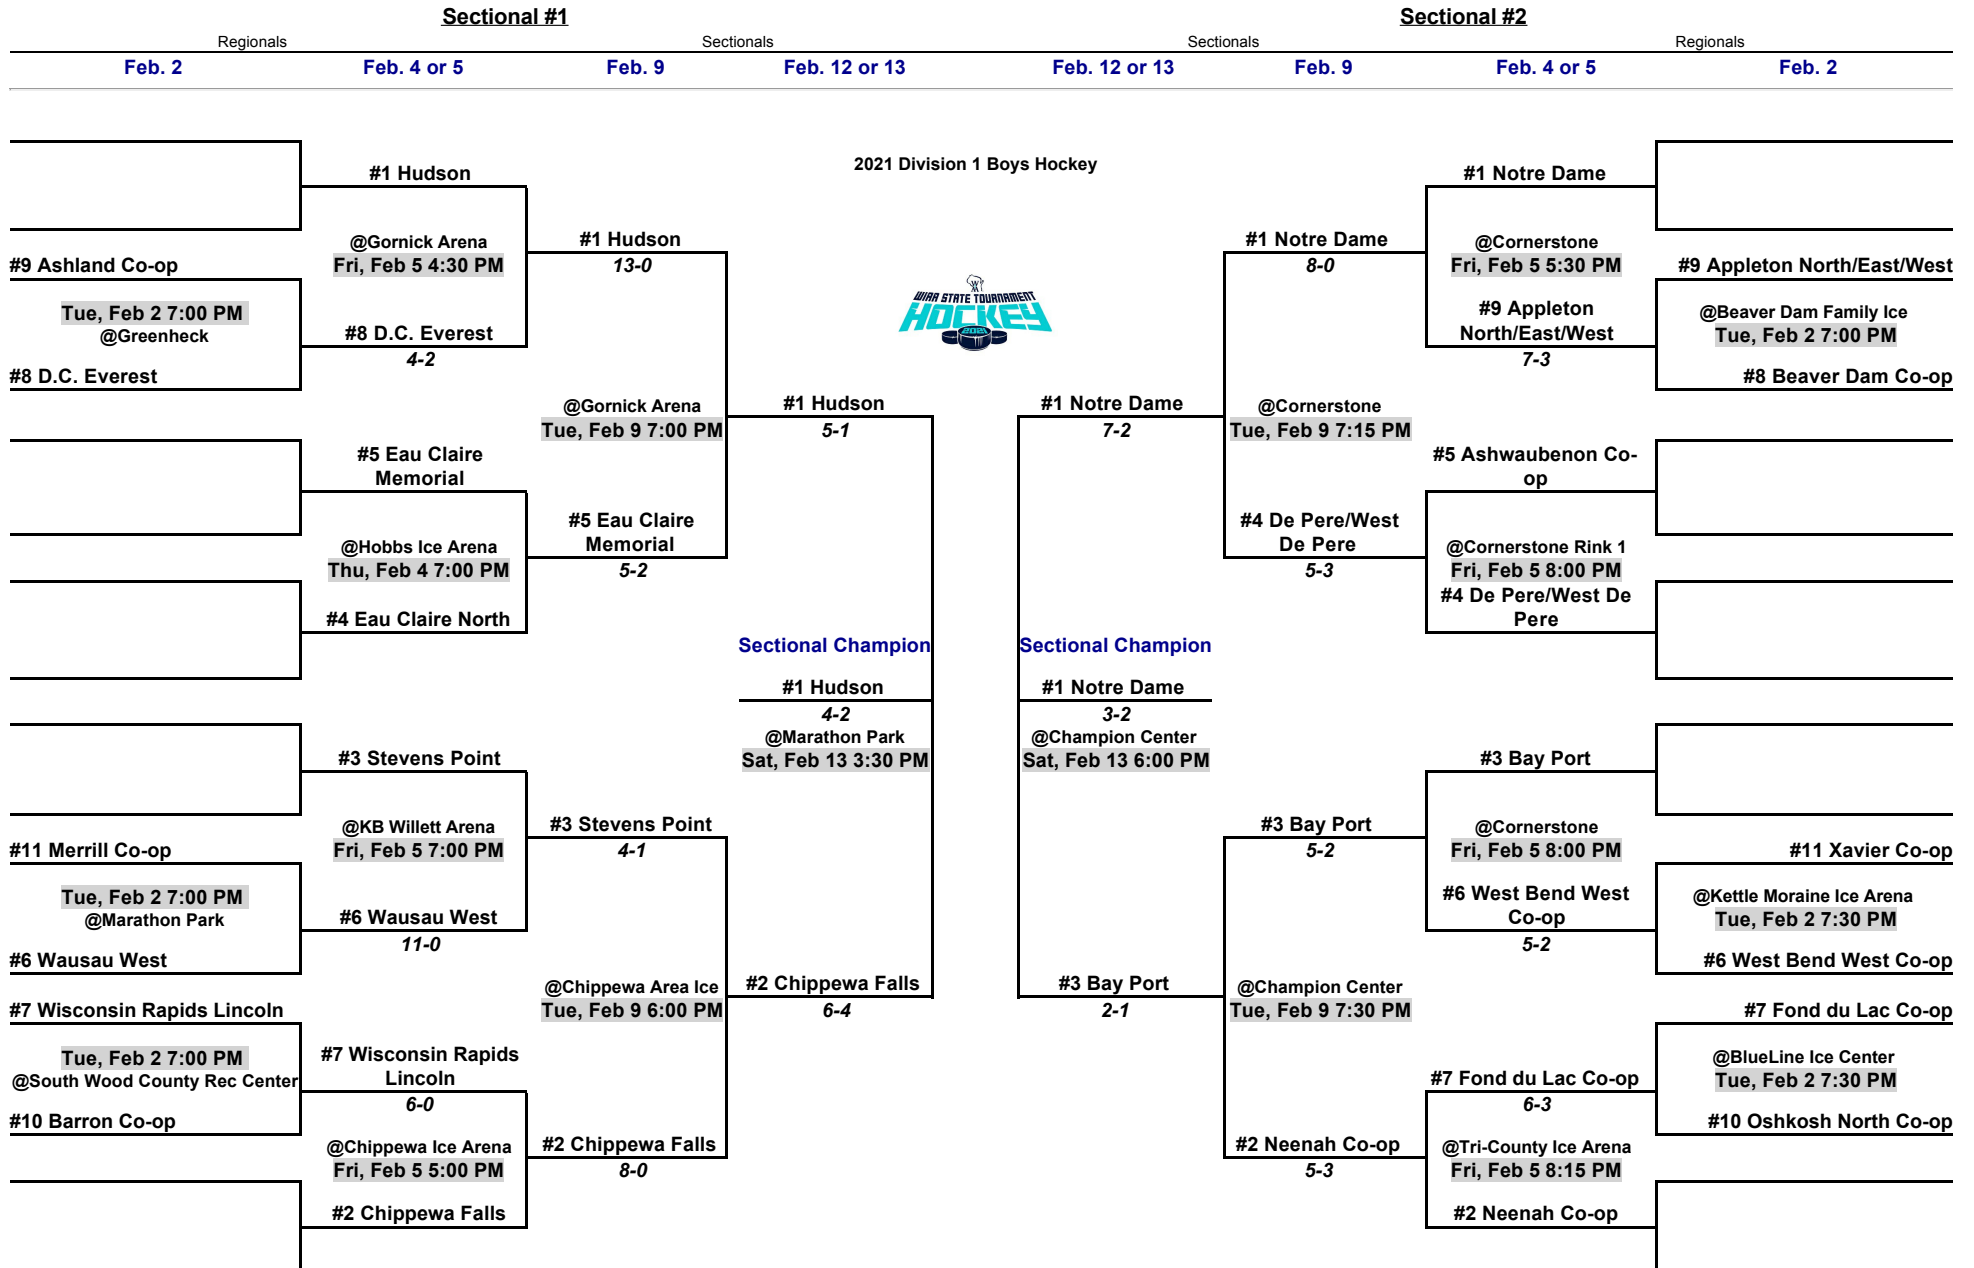 Sectional #1
Sectional #2
Regionals
Sectionals
Sectionals
Regionals
Feb. 2
Feb. 4 or 5
Feb. 9
Feb. 12 or 13
Feb. 12 or 13
Feb. 9
Feb. 4 or 5
Feb. 2
2021 Division 1 Boys Hockey
WIAA STATE TOURNAMENT
HOCKEY
2021
#9 Ashland Co-op
Tue, Feb 2 7:00 PM
@Greenheck
#8 D.C. Everest
#11 Merrill Co-op
Tue, Feb 2 7:00 PM
@Marathon Park
#6 Wausau West
#7 Wisconsin Rapids Lincoln
Tue, Feb 2 7:00 PM
@South Wood County Rec Center
#10 Barron Co-op
#1 Hudson
@Gornick Arena
Fri, Feb 5 4:30 PM
#8 D.C. Everest
4-2
#5 Eau Claire
Memorial
@Hobbs Ice Arena
Thu, Feb 4 7:00 PM
#4 Eau Claire North
#3 Stevens Point
@KB Willett Arena
Fri, Feb 5 7:00 PM
#6 Wausau West
11-0
#7 Wisconsin Rapids
Lincoln
6-0
@Chippewa Ice Arena
Fri, Feb 5 5:00 PM
#2 Chippewa Falls
#1 Hudson
13-0
@Gornick Arena
Tue, Feb 9 7:00 PM
#5 Eau Claire
Memorial
5-2
#3 Stevens Point
4-1
@Chippewa Area Ice
Tue, Feb 9 6:00 PM
#2 Chippewa Falls
8-0
#1 Hudson
5-1
Sectional Champion
#1 Hudson
4-2
@Marathon Park
Sat, Feb 13 3:30 PM
#2 Chippewa Falls
6-4
#1 Notre Dame
7-2
Sectional Champion
#1 Notre Dame
3-2
@Champion Center
Sat, Feb 13 6:00 PM
#3 Bay Port
2-1
#1 Notre Dame
8-0
@Cornerstone
Tue, Feb 9 7:15 PM
#4 De Pere/West
De Pere
5-3
#3 Bay Port
5-2
@Champion Center
Tue, Feb 9 7:30 PM
#2 Neenah Co-op
5-3
#1 Notre Dame
@Cornerstone
Fri, Feb 5 5:30 PM
#9 Appleton
North/East/West
7-3
#5 Ashwaubenon Co-
op
@Cornerstone Rink 1
Fri, Feb 5 8:00 PM
#4 De Pere/West De
Pere
#3 Bay Port
@Cornerstone
Fri, Feb 5 8:00 PM
#6 West Bend West
Co-op
5-2
#7 Fond du Lac Co-op
6-3
@Tri-County Ice Arena
Fri, Feb 5 8:15 PM
#2 Neenah Co-op
#9 Appleton North/East/West
@Beaver Dam Family Ice
Tue, Feb 2 7:00 PM
#8 Beaver Dam Co-op
#11 Xavier Co-op
@Kettle Moraine Ice Arena
Tue, Feb 2 7:30 PM
#6 West Bend West Co-op
#7 Fond du Lac Co-op
@BlueLine Ice Center
Tue, Feb 2 7:30 PM
#10 Oshkosh North Co-op